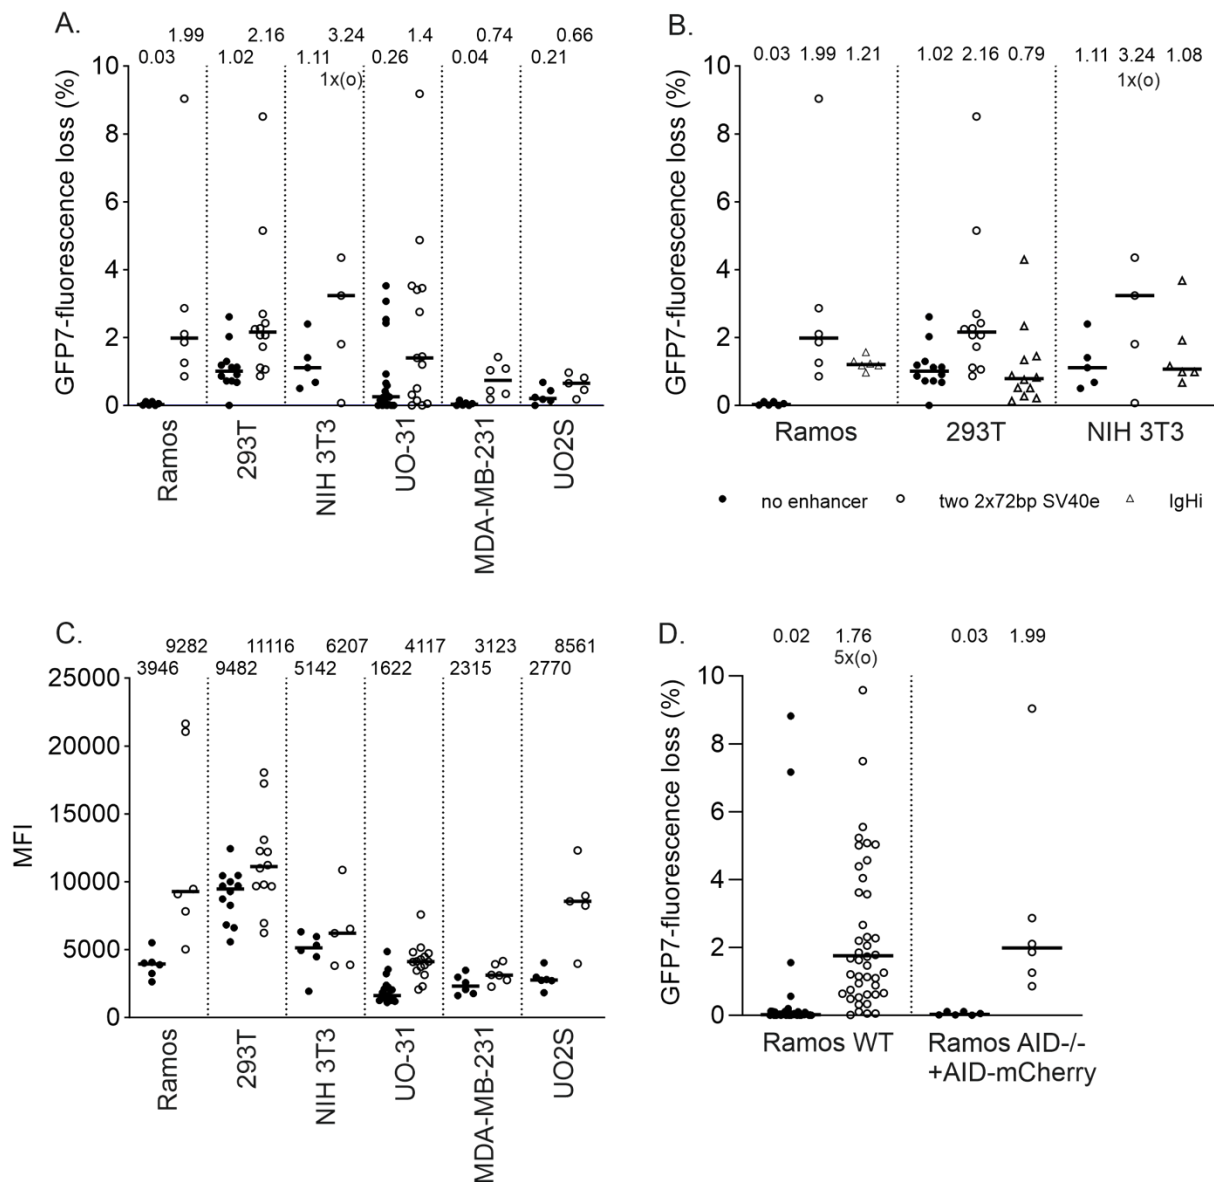 A.
1.99 2.16 3.24 1.4 0.74 0.66
0.03 1.02 1.11 0.26 0.04 0.21
1x(o)
GFP7-fluorescence loss (%)
10
8
6
4
2
0
Ramos
293T
NIH 3T3
UO-31
MDA-MB-231
UO2S
B.
0.03 1.99 1.21 1.02 2.16 0.79 1.11 3.24 1.08
1x(o)
GFP7-fluorescence loss (%)
10
8
6
4
2
0
Ramos 293T NIH 3T3
no enhancer two 2x72bp SV40e IgHi
C.
9282 11116 6207 4117 3123 8561
3946 9482 5142 1622 2315 2770
MFI
25000
20000
15000
10000
5000
0
Ramos
293T
NIH 3T3
UO-31
MDA-MB-231
UO2S
D.
0.02 1.76 0.03 1.99
5x(o)
GFP7-fluorescence loss (%)
10
8
6
4
2
0
Ramos WT Ramos AID-/-
+AID-mCherry